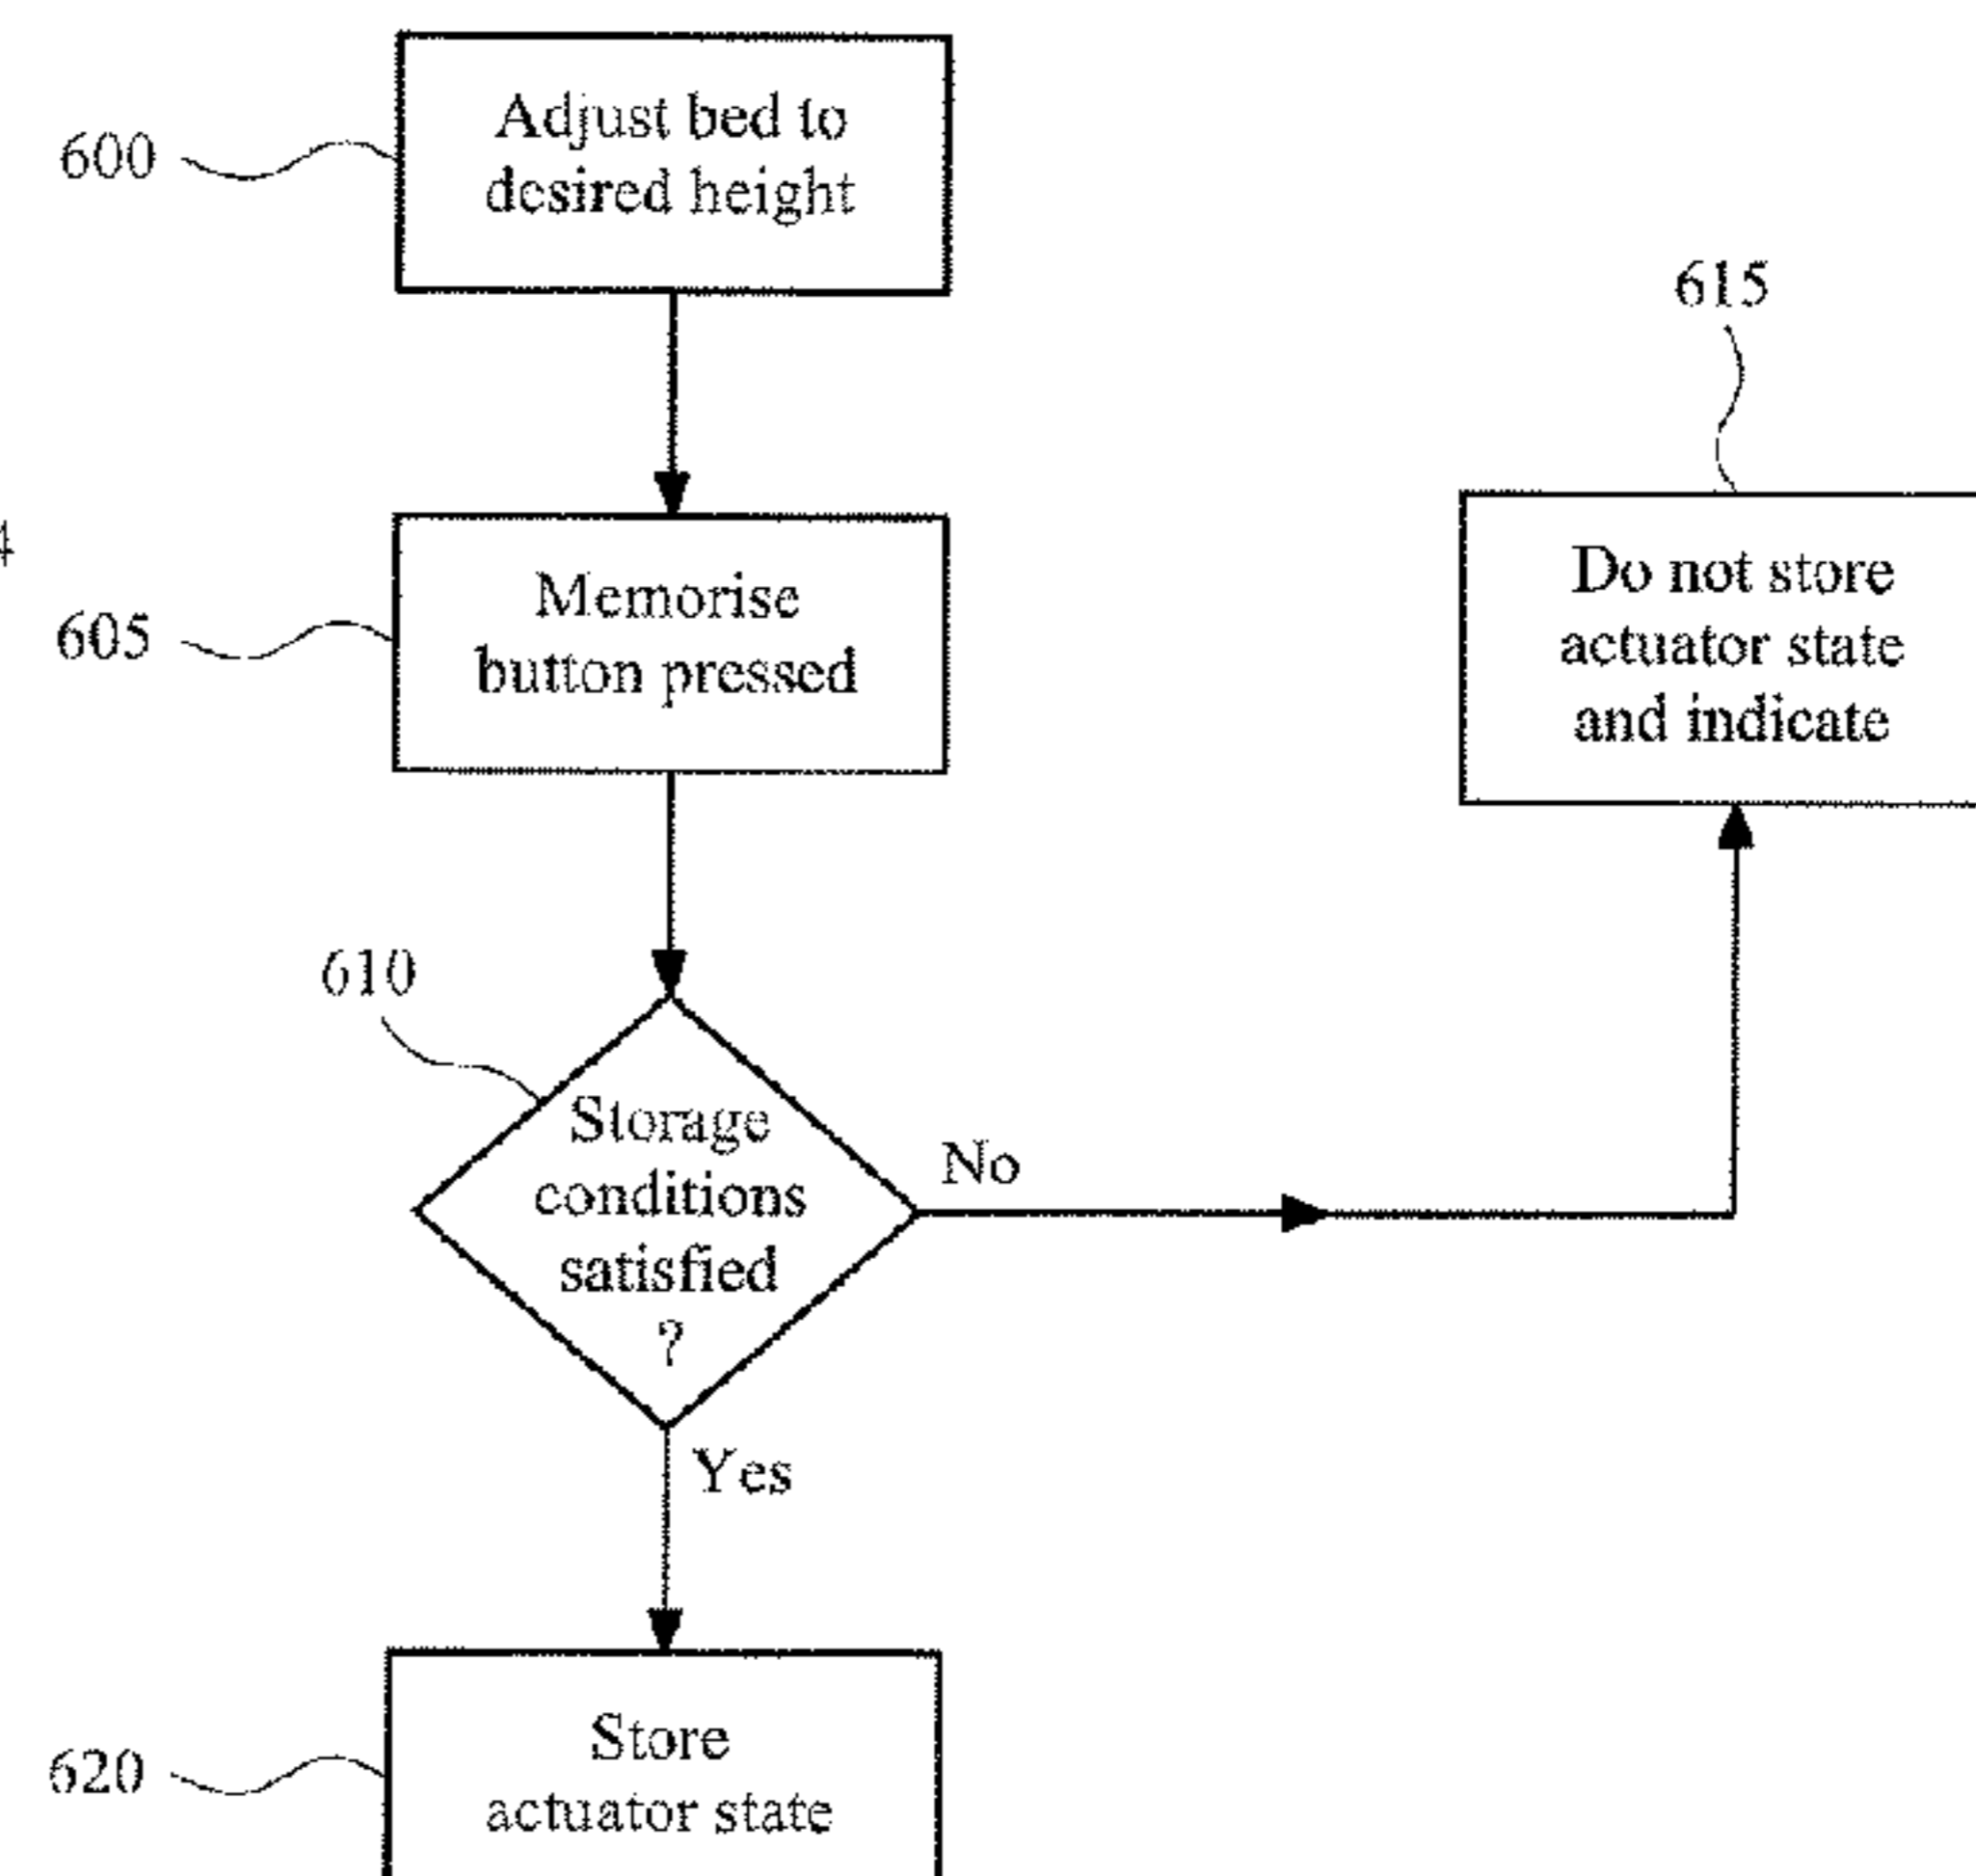 600
Adjust bed to
desired height
615
4
605
Memorise
button pressed
Do not store
actuator state
and indicate
610
Storage
conditions
satisfied
?
No
Yes
620
Store
actuator state